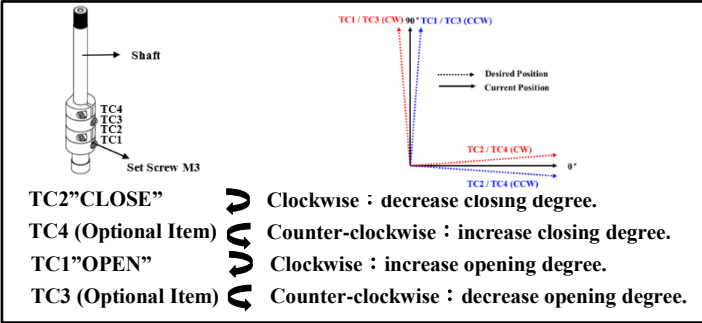 TC1 / TC3 (CW) 90° TC1 / TC3 (CCW)
Shaft
Desired Position
Current Position
TC4
TC3
TC2
TC1
Set Screw M3
TC2 / TC4 (CW)
0°
TC2 / TC4 (CCW)
TC2”CLOSE” Clockwise：decrease closing degree.
TC4 (Optional Item) Counter-clockwise：increase closing degree.
TC1”OPEN” Clockwise：increase opening degree.
TC3 (Optional Item) Counter-clockwise：decrease opening degree.